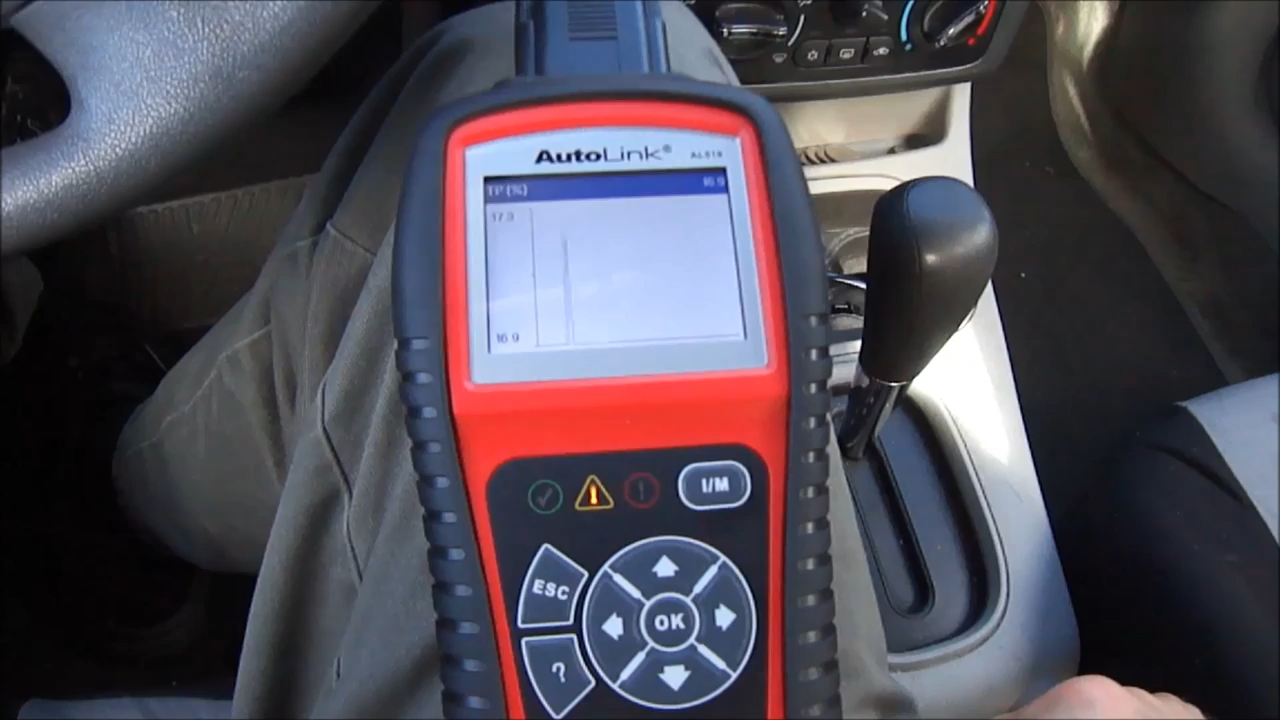 AutoLink® AL519
TP (%) 16.9
17.3
16.9
I/M
ESC
OK
?